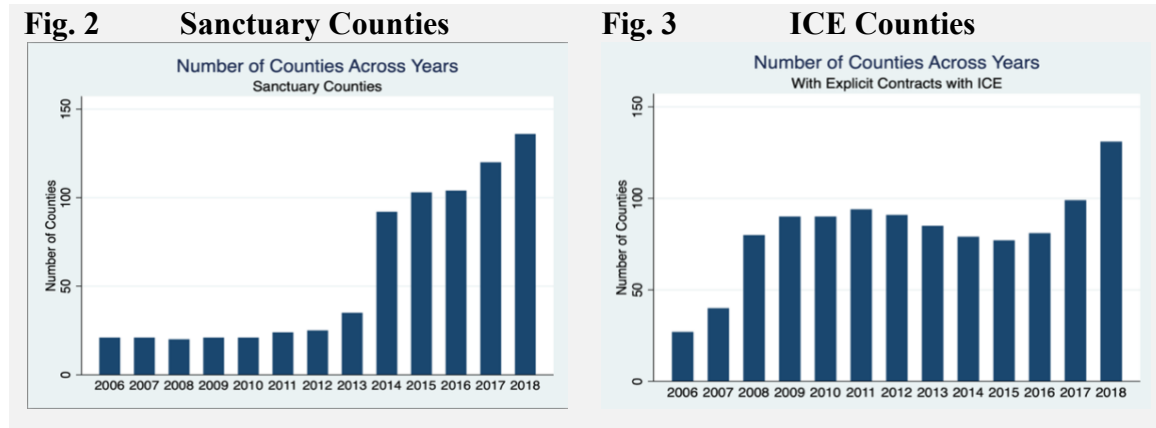 Fig. 2 Sanctuary Counties
Number of Counties Across Years
Sanctuary Counties
Number of Counties
150
100
50
0
2006 2007 2008 2009 2010 2011 2012 2013 2014 2015 2016 2017 2018
Fig. 3 ICE Counties
Number of Counties Across Years
With Explicit Contracts with ICE
Number of Counties
150
100
50
0
2006 2007 2008 2009 2010 2011 2012 2013 2014 2015 2016 2017 2018